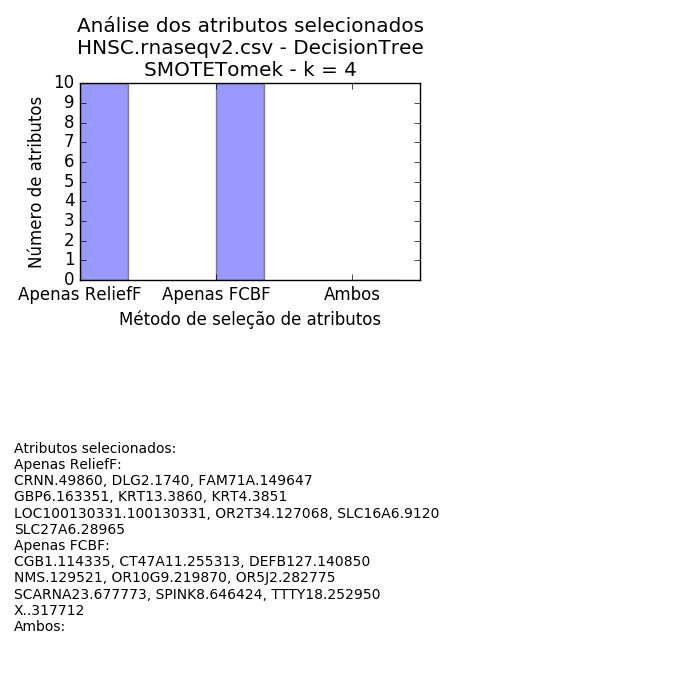 Análise dos atributos selecionados
HNSC.rnaseqv2.csv - DecisionTree
SMOTETomek - k = 4
Número de atributos
10
9
8
7
6
5
4
3
2
1
0
Apenas ReliefF Apenas FCBF Ambos
Método de seleção de atributos
Atributos selecionados:
Apenas ReliefF:
CRNN.49860, DLG2.1740, FAM71A.149647
GBP6.163351, KRT13.3860, KRT4.3851
LOC100130331.100130331, OR2T34.127068, SLC16A6.9120
SLC27A6.28965
Apenas FCBF:
CGB1.114335, CT47A11.255313, DEFB127.140850
NMS.129521, OR10G9.219870, OR5J2.282775
SCARNA23.677773, SPINK8.646424, TTTY18.252950
X..317712
Ambos: